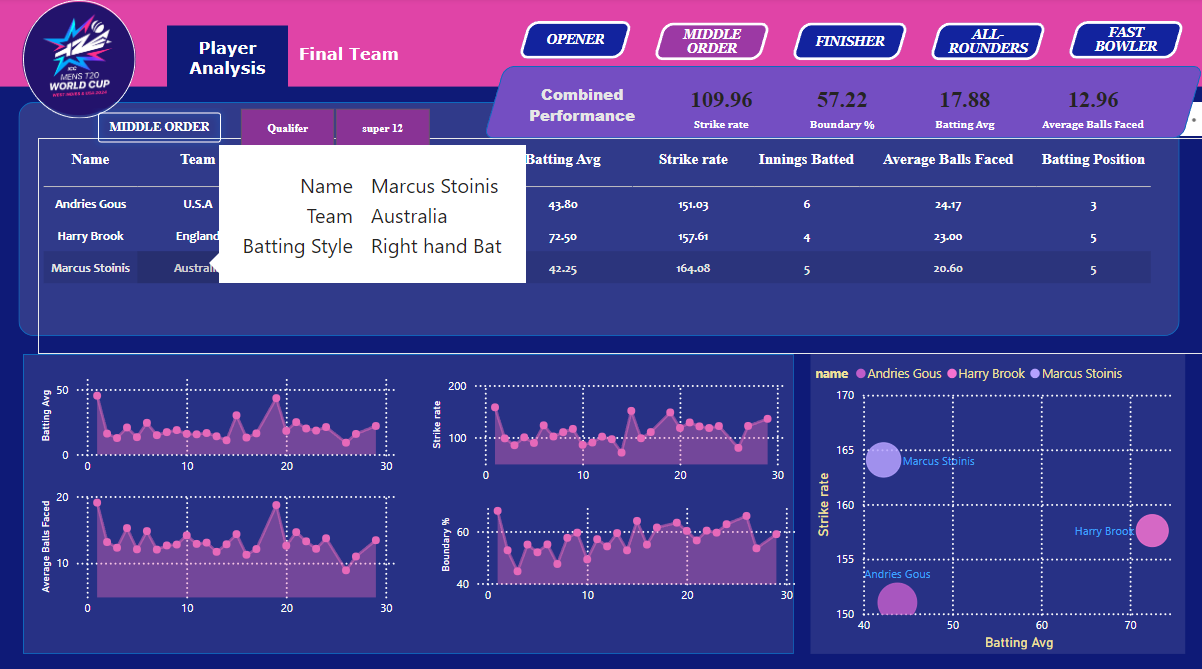 ICC
MENS T20
WORLD CUP
WEST INDIES & USA 2024
Player
Analysis
Final Team
OPENER
MIDDLE
ORDER
FINISHER
ALL-
ROUNDERS
FAST
BOWLER
Combined
Performance
109.96
Strike rate
57.22
Boundary %
17.88
Batting Avg
12.96
Average Balls Faced
MIDDLE ORDER
Qualifer
super 12
Name Team Batting Avg Strike rate Innings Batted Average Balls Faced Batting Position
Andries Gous U.S.A 43.80 151.03 6 24.17 3
Harry Brook England 72.50 157.61 4 23.00 5
Marcus Stoinis Austral 42.25 164.08 5 20.60 5
Name Marcus Stoinis
Team Australia
Batting Style Right hand Bat
Batting Avg
50
0
0 10 20 30
Strike rate
200
100
0 10 20 30
Average Balls Faced
20
10
0 10 20 30
Boundary %
60
40
0 10 20 30
name Andries Gous Harry Brook Marcus Stoinis
Strike rate
170
165
160
155
150
Marcus Stoinis
Harry Brook
Andries Gous
40 50 60 70
Batting Avg